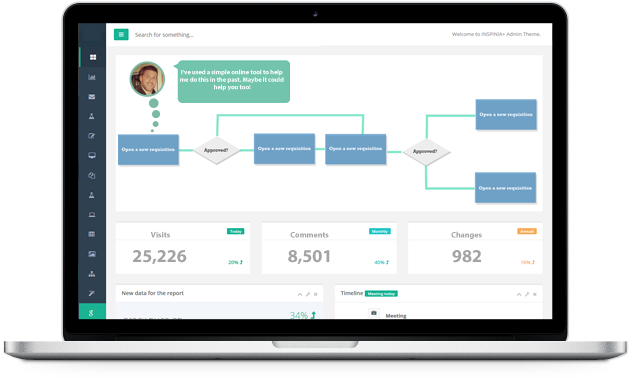 Search for something...
Welcome to INSPINIA+ Admin Theme.
I've used a simple online tool to help
me do this in the past. Maybe it could
help you too!
Open a new requisition
Approved?
Open a new requisition
Open a new requisition
Approved?
Open a new requisition
Open a new requisition
Visits
Today
25,226
20%
Comments
Monthly
8,501
40%
Changes
Annual
982
16%
New data for the report
34%
Timeline
Meeting today
Meeting